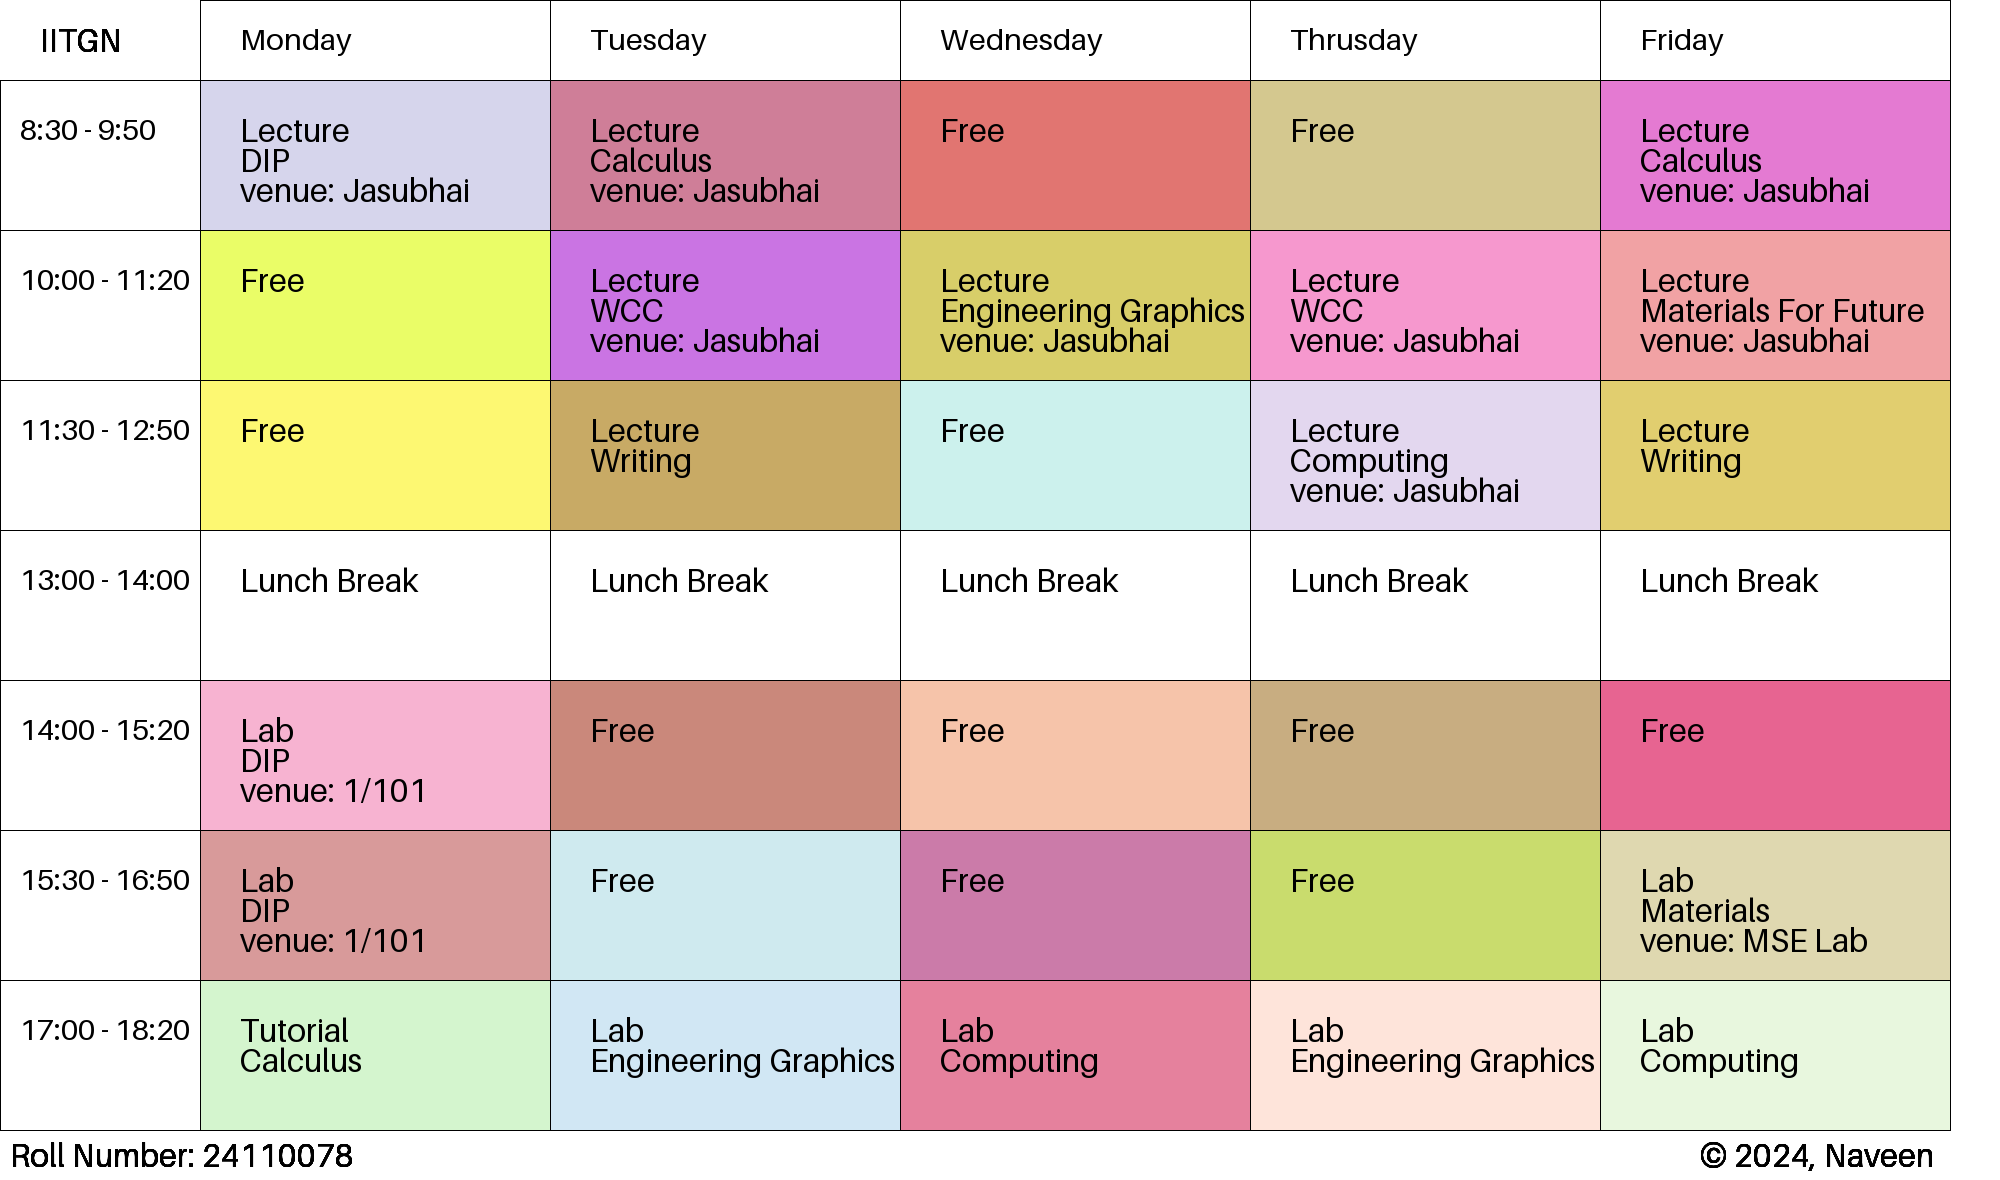 IITGN Monday Tuesday Wednesday Thrusday Friday
8:30 - 9:50
Lecture
DIP
venue: Jasubhai
Lecture
Calculus
venue: Jasubhai
Free
Free
Lecture
Calculus
venue: Jasubhai
10:00 - 11:20
Free
Lecture
WCC
venue: Jasubhai
Lecture
Engineering Graphics
venue: Jasubhai
Lecture
WCC
venue: Jasubhai
Lecture
Materials For Future
venue: Jasubhai
11:30 - 12:50
Free
Lecture
Writing
Free
Lecture
Computing
venue: Jasubhai
Lecture
Writing
13:00 - 14:00
Lunch Break
Lunch Break
Lunch Break
Lunch Break
Lunch Break
14:00 - 15:20
Lab
DIP
venue: 1/101
Free
Free
Free
Free
15:30 - 16:50
Lab
DIP
venue: 1/101
Free
Free
Free
Lab
Materials
venue: MSE Lab
17:00 - 18:20
Tutorial
Calculus
Lab
Engineering Graphics
Lab
Computing
Lab
Engineering Graphics
Lab
Computing
Roll Number: 24110078
© 2024, Naveen